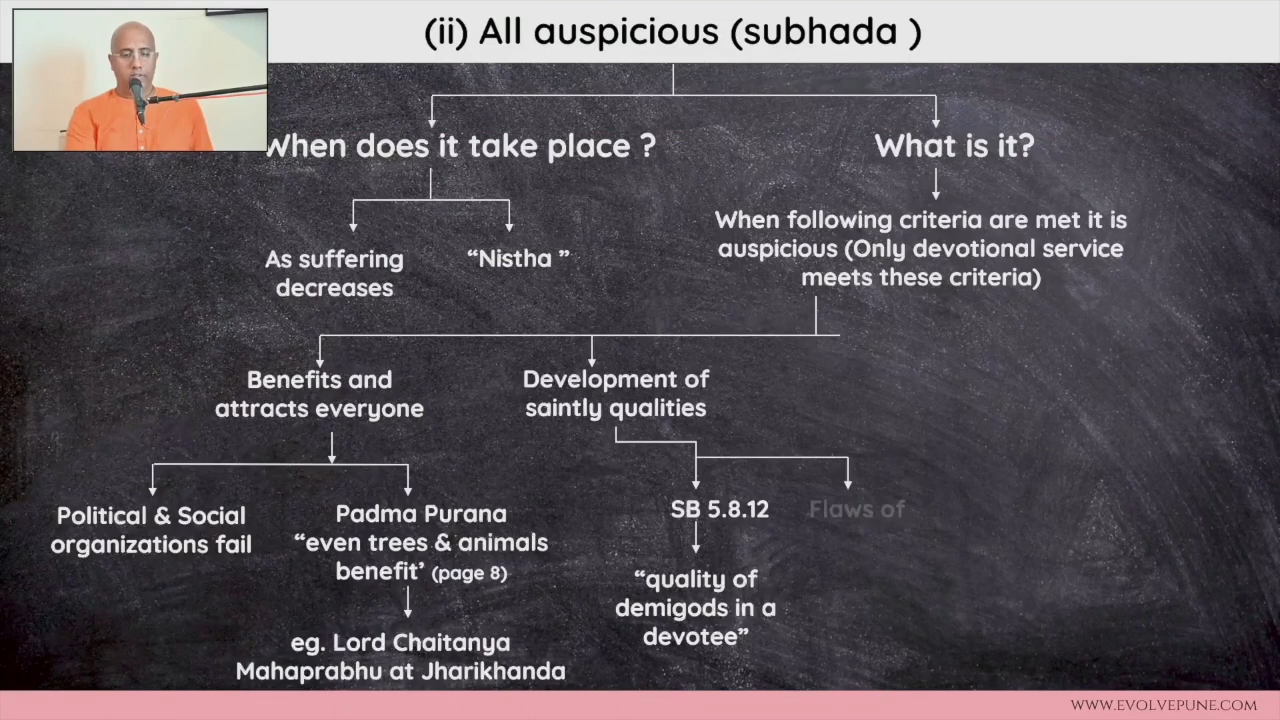 (ii) All auspicious (subhada )
When does it take place ?
What is it?
As suffering
decreases
“Nistha ”
When following criteria are met it is
auspicious (Only devotional service
meets these criteria)
Benefits and
attracts everyone
Development of
saintly qualities
Political & Social
organizations fail
Padma Purana
“even trees & animals
benefit’ (page 8)
eg. Lord Chaitanya
Mahaprabhu at Jharikhanda
SB 5.8.12
“quality of
demigods in a
devotee”
Flaws of
WWW.EVOLVEPUNE.COM